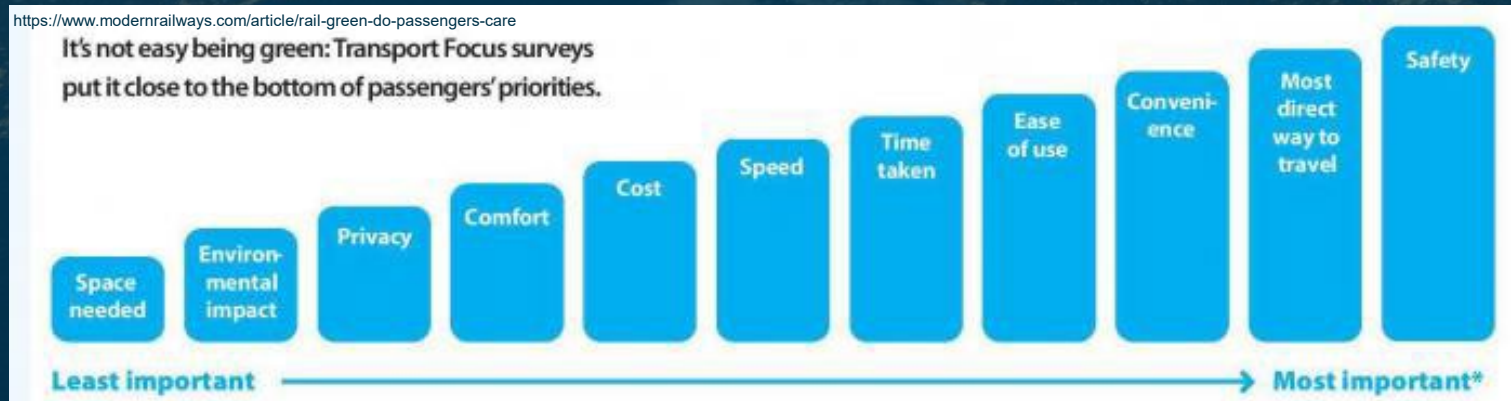 https://www.modernrailways.com/article/rail-green-do-passengers-care
It's not easy being green: Transport Focus surveys
put it close to the bottom of passengers' priorities.
Space
needed
Environ-
mental
impact
Privacy
Comfort
Cost
Speed
Time
taken
Ease
of use
Conveni-
ence
Most
direct
way to
travel
Safety
Least important
Most important*